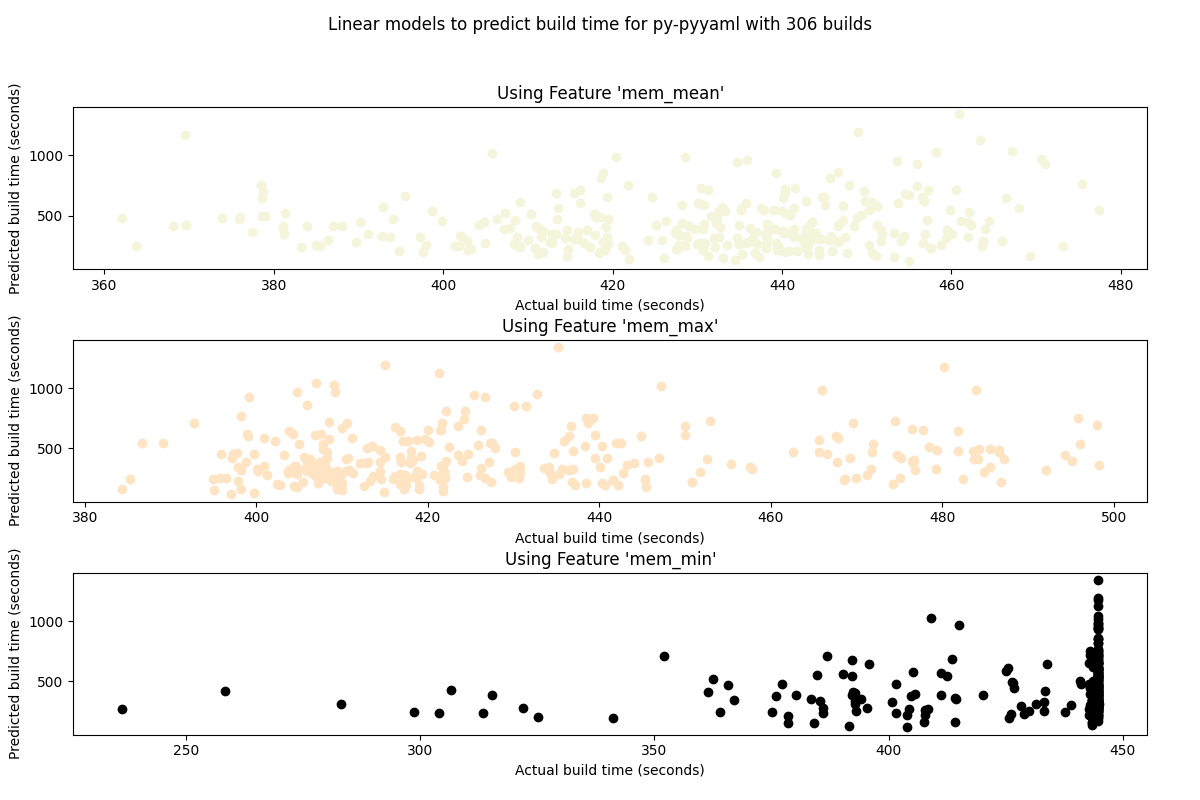 Linear models to predict build time for py-pyyaml with 306 builds
Using Feature 'mem_mean'
Predicted build time (seconds)
1000
500
360 380 400 420 440 460 480
Actual build time (seconds)
Using Feature 'mem_max'
Predicted build time (seconds)
1000
500
380 400 420 440 460 480 500
Actual build time (seconds)
Using Feature 'mem_min'
Predicted build time (seconds)
1000
500
250 300 350 400 450
Actual build time (seconds)